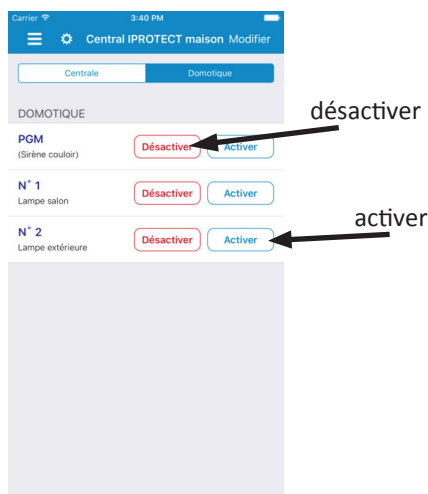 Carrier 3:40 PM
Central IPROTECT maison Modifier
Centrale Domotique
DOMOTIQUE
désactiver
PGM
(Sirène couloir)
Désactiver Activer
N° 1
Lampe salon
Désactiver Activer
activer
N° 2
Lampe extérieure
Désactiver Activer